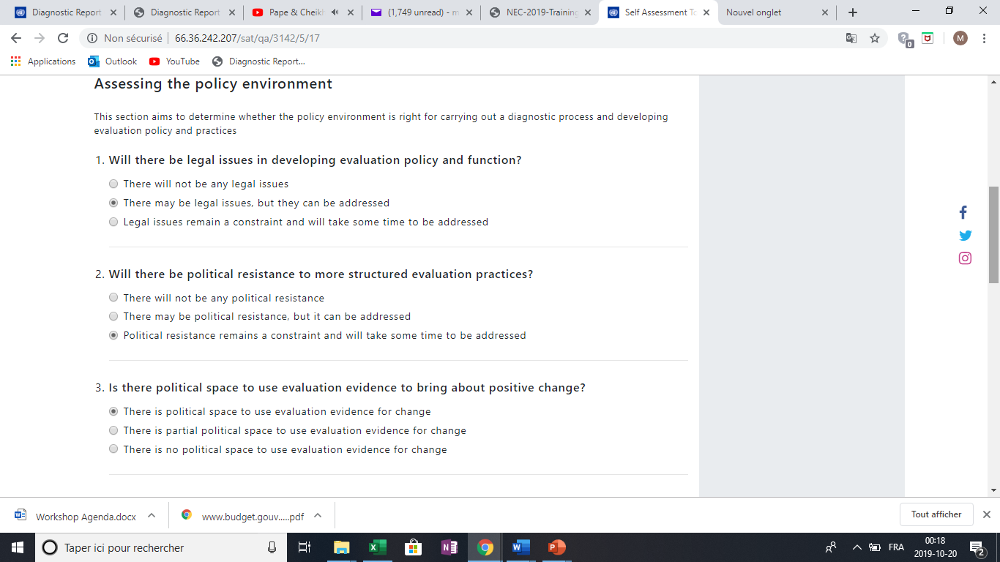 Diagnostic Report
Diagnostic Report
Pape & Cheikh
(1,749 unread) - m
NEC-2019-Training
Self Assessment To
Nouvel onglet
Non sécurisé | 66.36.242.207/sat/qa/3142/5/17
0
M
Applications
Outlook
YouTube
Diagnostic Report...
Assessing the policy environment
This section aims to determine whether the policy environment is right for carrying out a diagnostic process and developing
evaluation policy and practices
1. Will there be legal issues in developing evaluation policy and function?
There will not be any legal issues
There may be legal issues, but they can be addressed
Legal issues remain a constraint and will take some time to be addressed
2. Will there be political resistance to more structured evaluation practices?
There will not be any political resistance
There may be political resistance, but it can be addressed
Political resistance remains a constraint and will take some time to be addressed
3. Is there political space to use evaluation evidence to bring about positive change?
There is political space to use evaluation evidence for change
There is partial political space to use evaluation evidence for change
There is no political space to use evaluation evidence for change
Workshop Agenda.docx
www.budget.gouv.....pdf
Tout afficher
Taper ici pour rechercher
FRA
00:18
2019-10-20
2